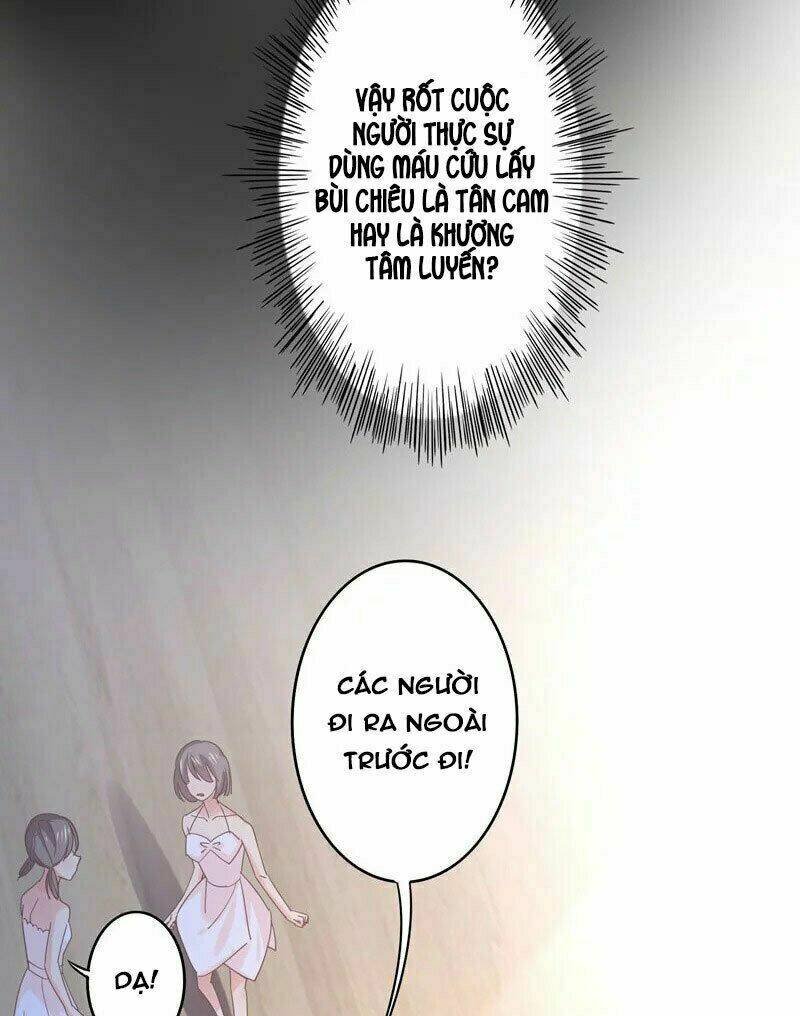 VẬY RỐT CUỘC
NGƯỜI THỰC SỰ
DÙNG MÁU CỨU LẤY
BÙI CHIÊU LÀ TÂN CAM
HAY LÀ KHƯƠNG
TÂM LUYẾN?
CÁC NGƯỜI
ĐI RA NGOÀI
TRƯỚC ĐI!
DẠ!